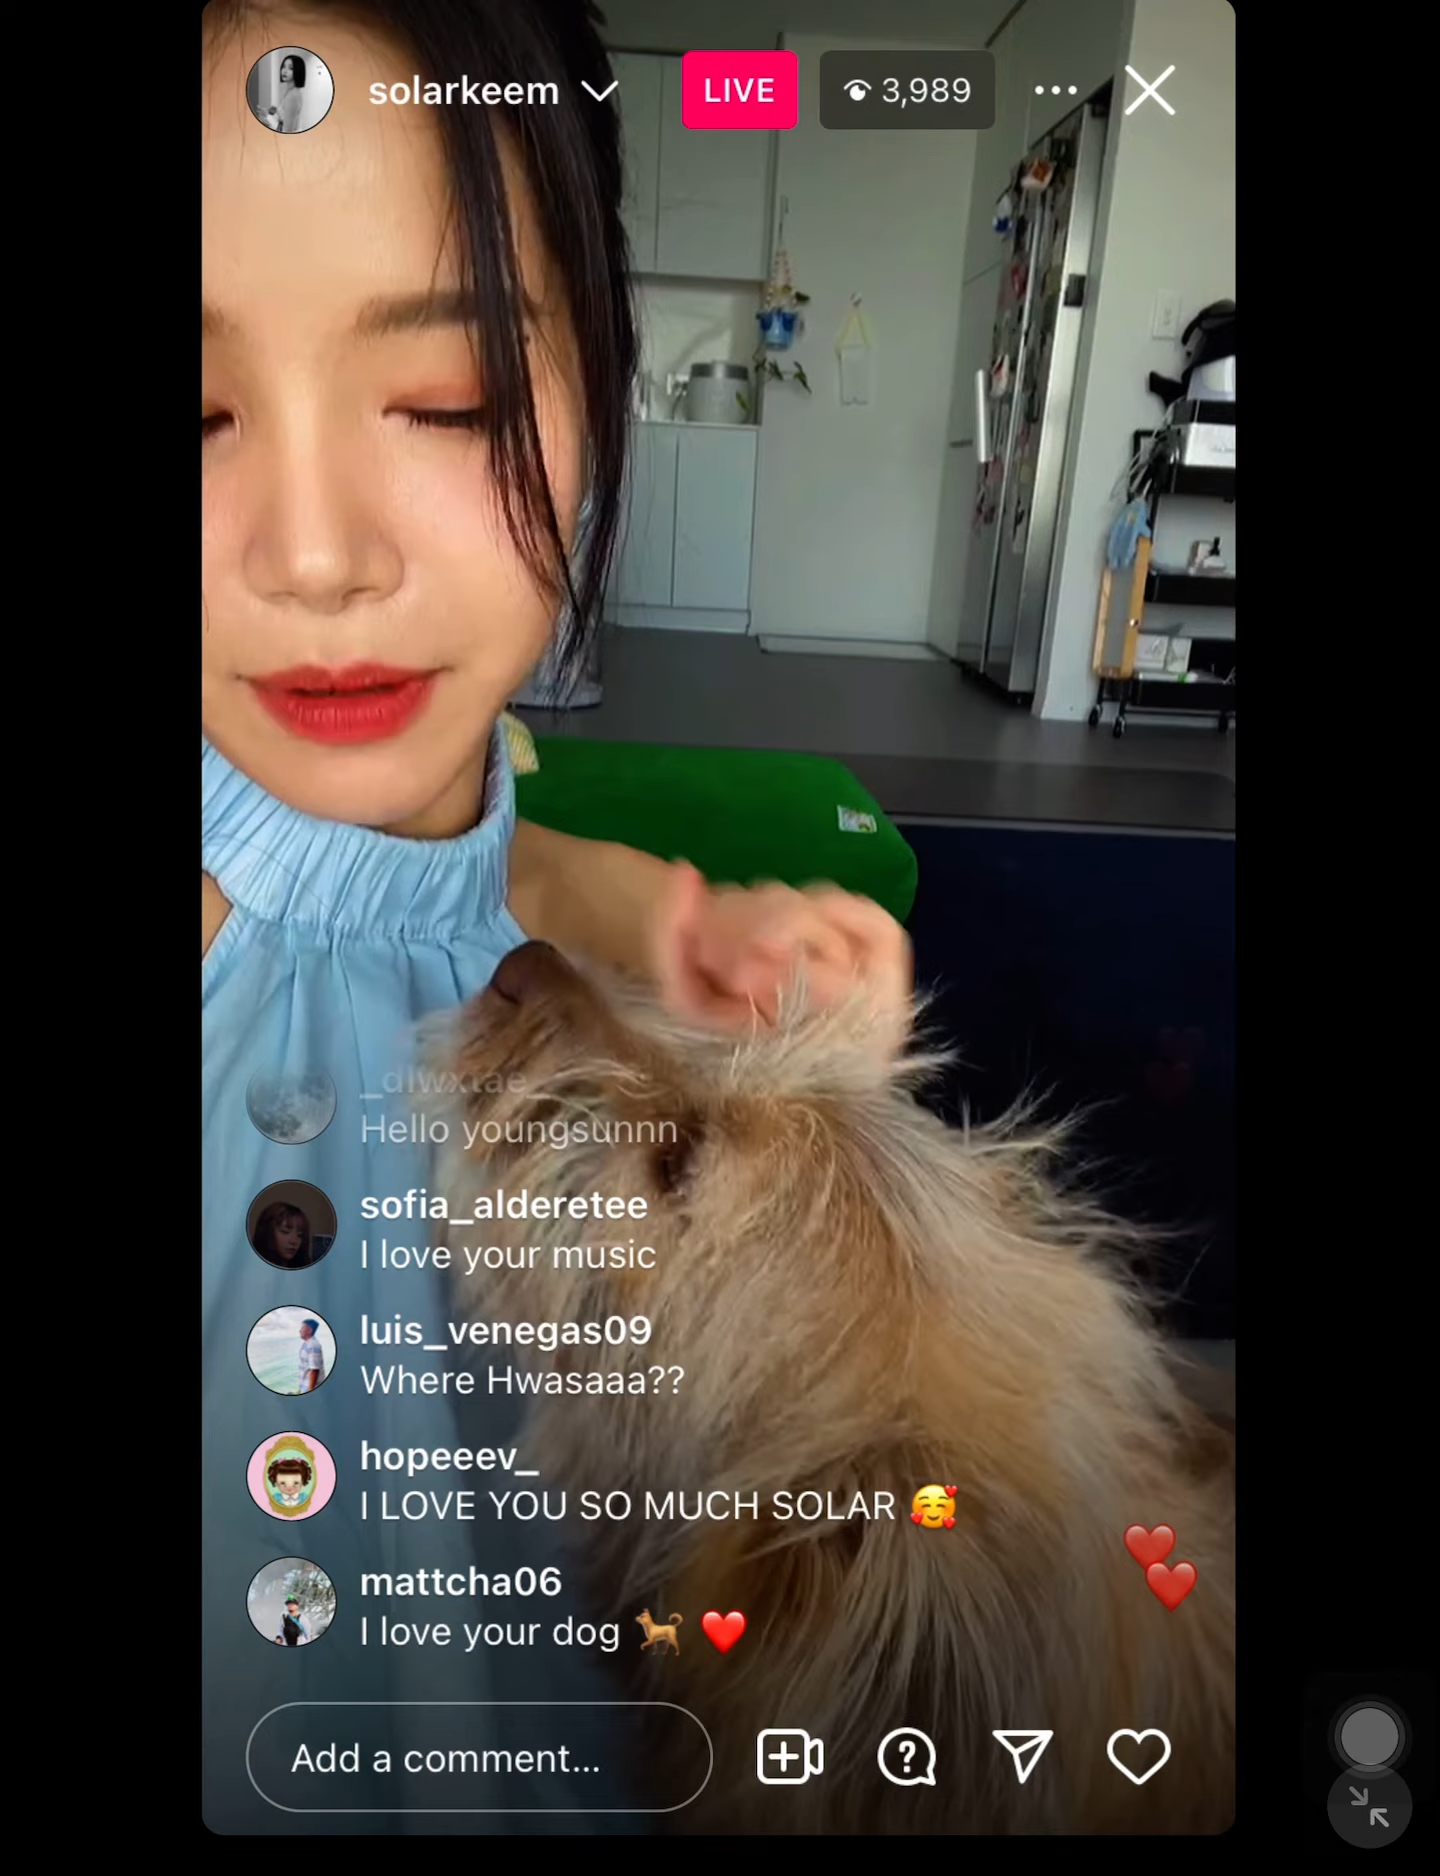 solarkeem
LIVE
3,989
_dlwxtae_
Hello youngsunnn
sofia_alderetee
I love your music
luis_venegas09
Where Hwasaaa??
hopeeev_
I LOVE YOU SO MUCH SOLAR 🥰
mattcha06
I love your dog 🐕 ❤️
Add a comment...